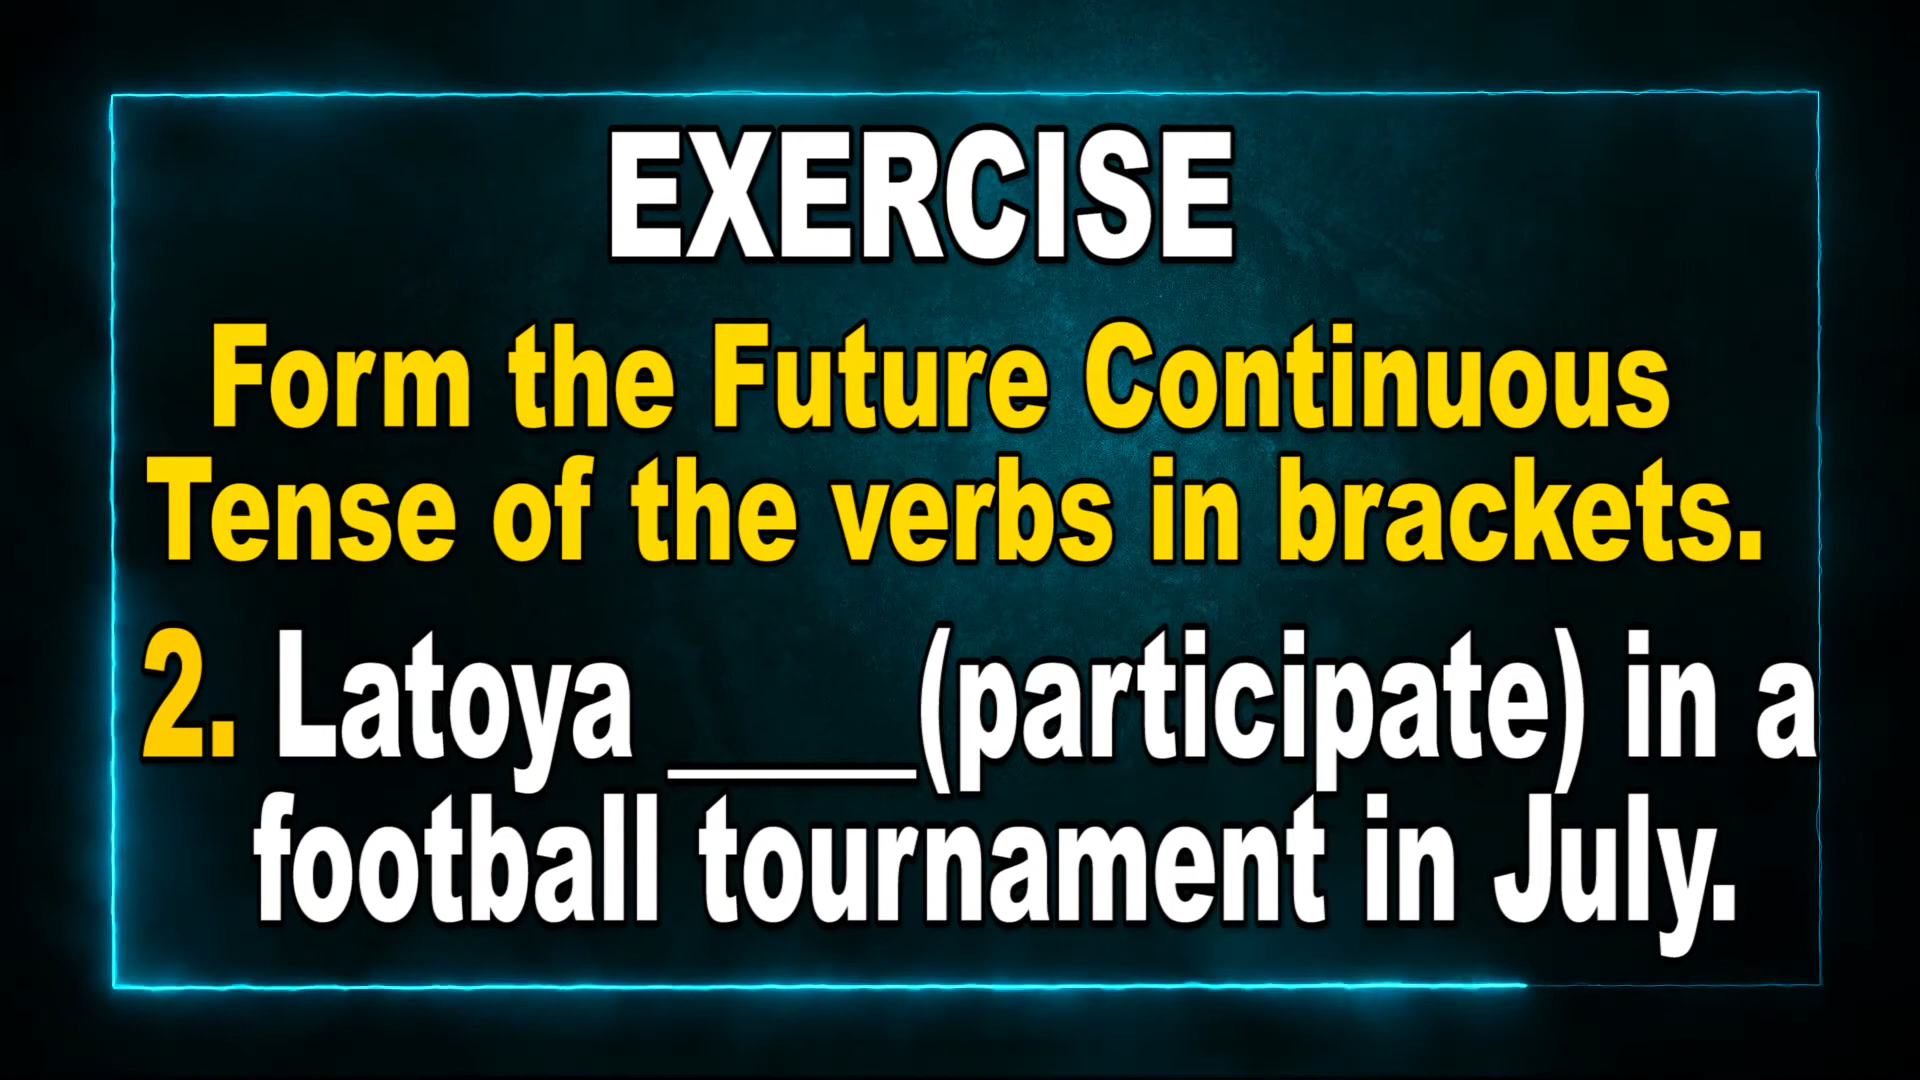 EXERCISE
Form the Future Continuous
Tense of the verbs in brackets.
2. Latoya _____(participate) in a
football tournament in July.